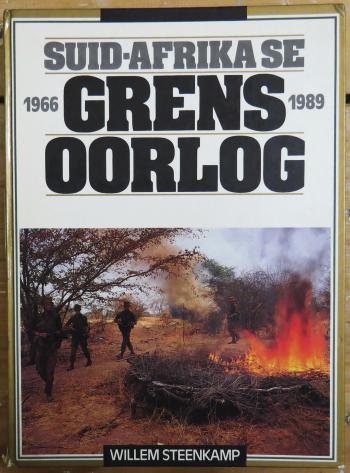 SUID-AFRIKA SE
1966 GRENS 1989
OORLOG
WILLEM STEENKAMP